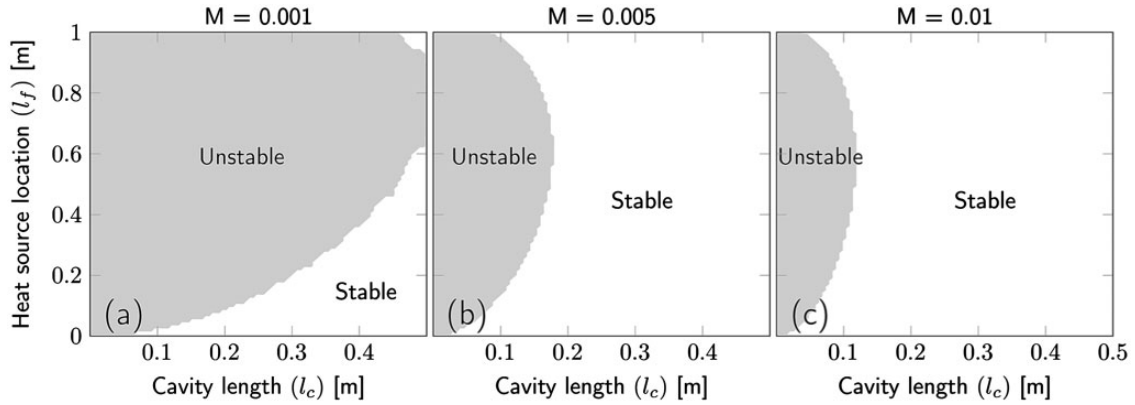 M = 0.001
M = 0.005
M = 0.01
Heat source location (l_f) [m]
1
0.8
0.6
0.4
0.2
0
Unstable
Stable
(a)
Unstable
Stable
(b)
Unstable
Stable
(c)
0.1 0.2 0.3 0.4
0.1 0.2 0.3 0.4
0.1 0.2 0.3 0.4 0.5
Cavity length (l_c) [m]
Cavity length (l_c) [m]
Cavity length (l_c) [m]